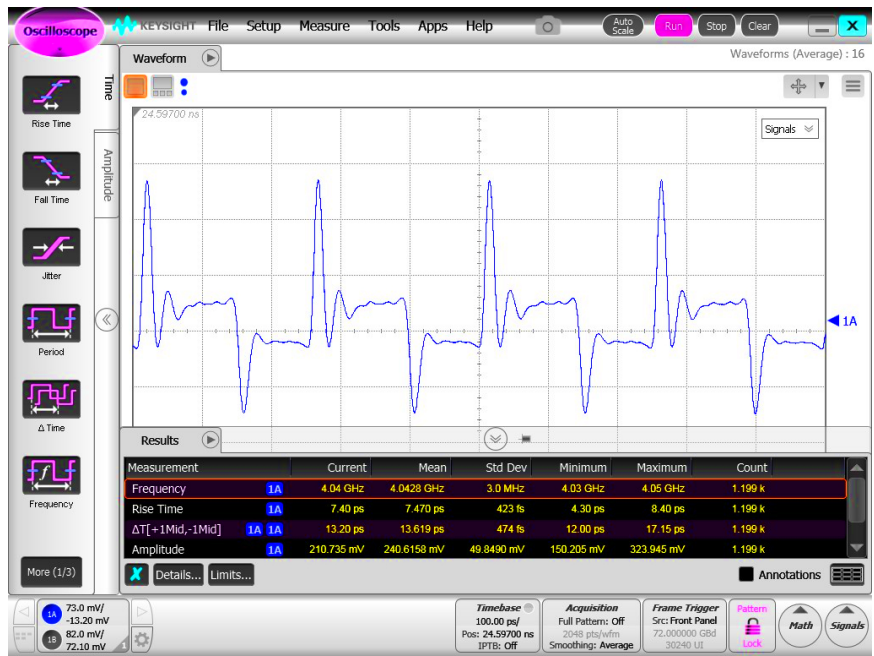 Oscilloscope
KEYSIGHT File Setup Measure Tools Apps Help
Auto Scale Run Stop Clear
X
Waveform
Waveforms (Average) : 16
Rise Time
Fall Time
Jitter
Period
Δ Time
Frequency
More (1/3)
Time
Amplitude
24.59700 ns
Signals
1A
Results
Measurement Current Mean Std Dev Minimum Maximum Count
Frequency 1A 4.04 GHz 4.0428 GHz 3.0 MHz 4.03 GHz 4.05 GHz 1.199 k
Rise Time 1A 7.40 ps 7.470 ps 423 fs 4.30 ps 8.40 ps 1.199 k
ΔT[+1Mid,-1Mid] 1A 1A 13.20 ps 13.619 ps 474 fs 12.00 ps 17.15 ps 1.199 k
Amplitude 1A 210.735 mV 240.6158 mV 49.8490 mV 150.205 mV 323.945 mV 1.199 k
Details... Limits...
Annotations
1A 73.0 mV/
-13.20 mV
1B 82.0 mV/
72.10 mV
1
Timebase
100.00 ps/
Pos: 24.59700 ns
IPTB: Off
Acquisition
Full Pattern: Off
2048 pts/wfm
Smoothing: Average
Frame Trigger
Src: Front Panel
72.000000 GBd
30240 UI
Pattern
Lock
Math
Signals